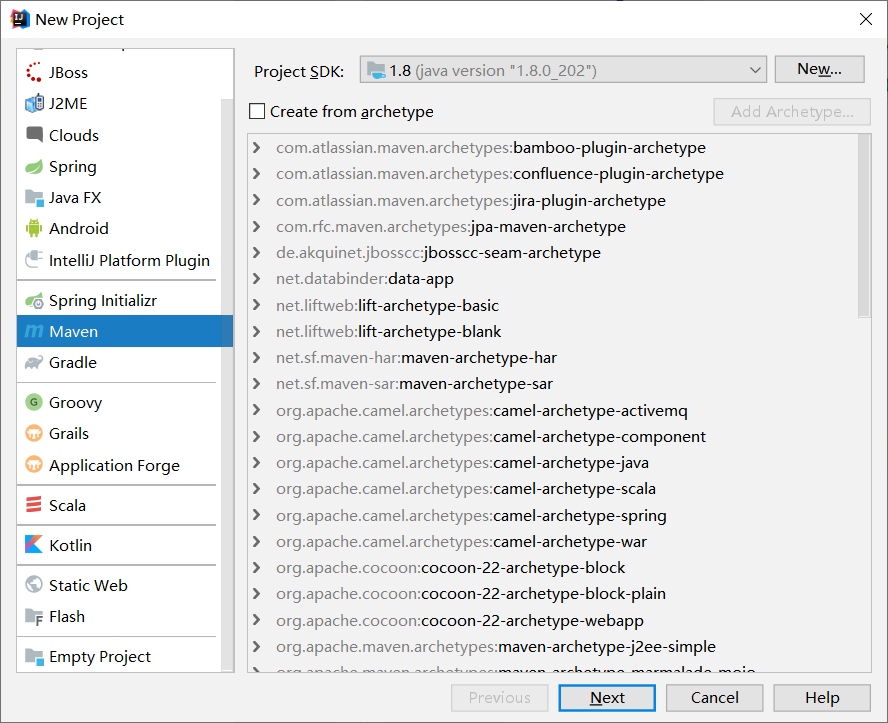 New Project
JBoss
J2ME
Clouds
Spring
Java FX
Android
IntelliJ Platform Plugin
Spring Initializr
Maven
Gradle
Groovy
Grails
Application Forge
Scala
Kotlin
Static Web
Flash
Empty Project
Project SDK: 1.8 (java version "1.8.0_202") New...
Create from archetype Add Archetype...
com.atlassian.maven.archetypes:bamboo-plugin-archetype
com.atlassian.maven.archetypes:confluence-plugin-archetype
com.atlassian.maven.archetypes:jira-plugin-archetype
com.rfc.maven.archetypes:jpa-maven-archetype
de.akquinet.jbosscc:jbosscc-seam-archetype
net.databinder:data-app
net.liftweb:lift-archetype-basic
net.liftweb:lift-archetype-blank
net.sf.maven-har:maven-archetype-har
net.sf.maven-sar:maven-archetype-sar
org.apache.camel.archetypes:camel-archetype-activemq
org.apache.camel.archetypes:camel-archetype-component
org.apache.camel.archetypes:camel-archetype-java
org.apache.camel.archetypes:camel-archetype-scala
org.apache.camel.archetypes:camel-archetype-spring
org.apache.camel.archetypes:camel-archetype-war
org.apache.cocoon:cocoon-22-archetype-block
org.apache.cocoon:cocoon-22-archetype-block-plain
org.apache.cocoon:cocoon-22-archetype-webapp
org.apache.maven.archetypes:maven-archetype-j2ee-simple
org.apache.maven.archetypes:maven-archetype-marmalade-mojo
Previous Next Cancel Help